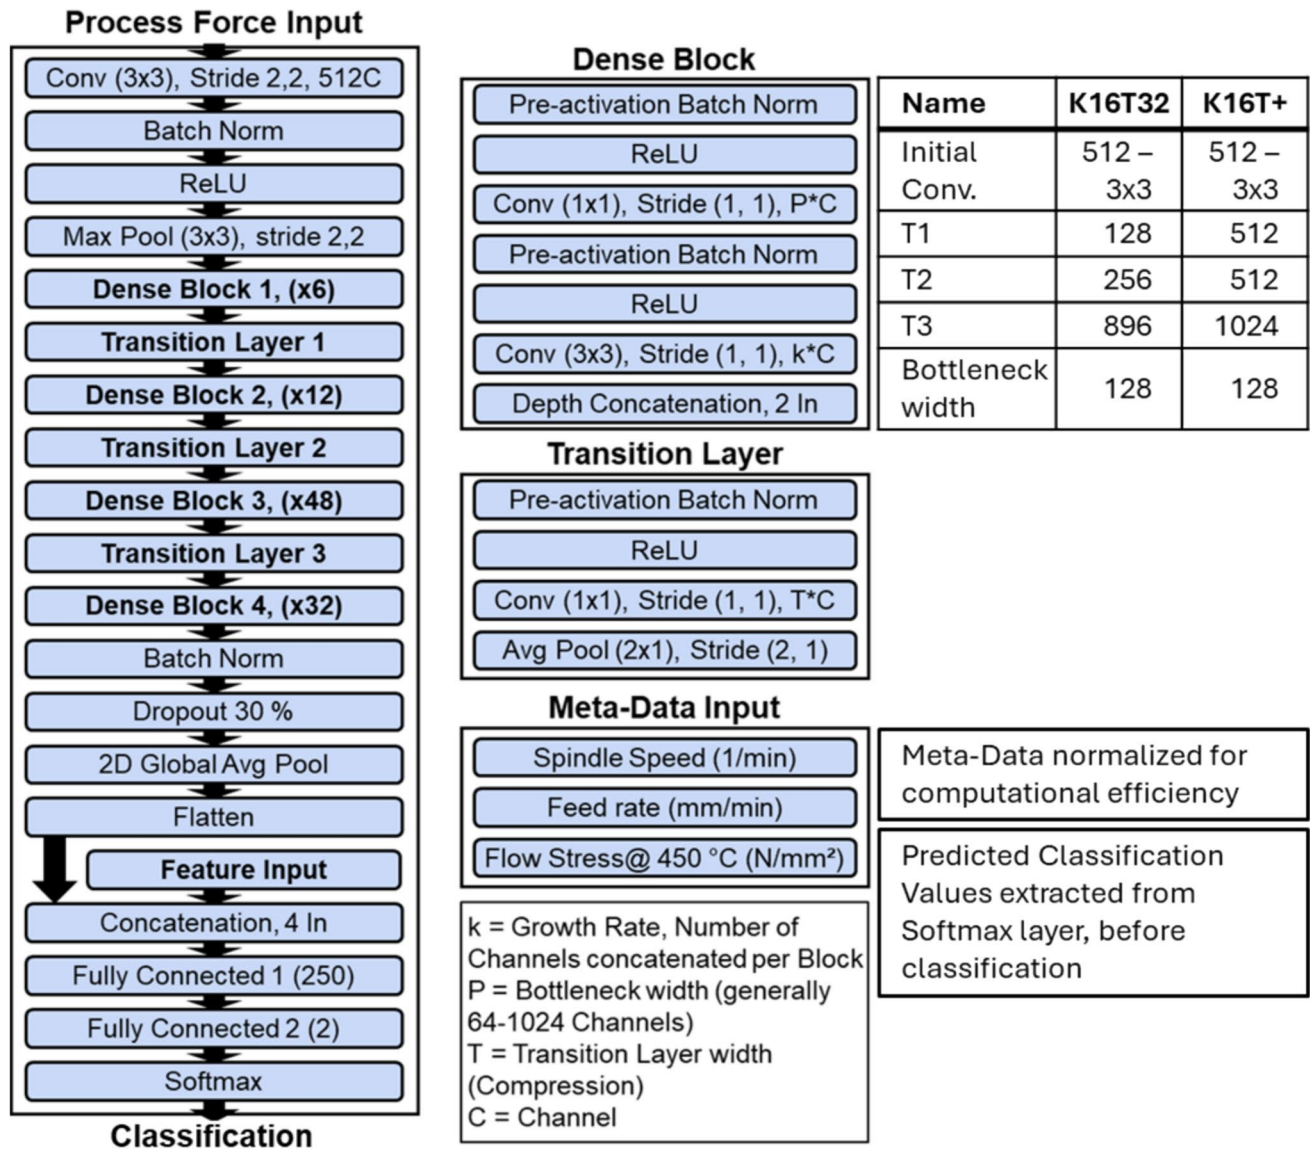 Process Force Input
Conv (3x3), Stride 2,2, 512C
Batch Norm
ReLU
Max Pool (3x3), stride 2,2
Dense Block 1, (x6)
Transition Layer 1
Dense Block 2, (x12)
Transition Layer 2
Dense Block 3, (x48)
Transition Layer 3
Dense Block 4, (x32)
Batch Norm
Dropout 30 %
2D Global Avg Pool
Flatten
Feature Input
Concatenation, 4 In
Fully Connected 1 (250)
Fully Connected 2 (2)
Softmax
Classification
Dense Block
Pre-activation Batch Norm
ReLU
Conv (1x1), Stride (1, 1), P*C
Pre-activation Batch Norm
ReLU
Conv (3x3), Stride (1, 1), k*C
Depth Concatenation, 2 In
Transition Layer
Pre-activation Batch Norm
ReLU
Conv (1x1), Stride (1, 1), T*C
Avg Pool (2x1), Stride (2, 1)
Meta-Data Input
Spindle Speed (1/min)
Feed rate (mm/min)
Flow Stress@ 450 °C (N/mm²)
k = Growth Rate, Number of
Channels concatenated per Block
P = Bottleneck width (generally
64-1024 Channels)
T = Transition Layer width
(Compression)
C = Channel
Name K16T32 K16T+
Initial 512 – 512 –
Conv. 3x3 3x3
T1 128 512
T2 256 512
T3 896 1024
Bottleneck
width 128 128
Meta-Data normalized for
computational efficiency
Predicted Classification
Values extracted from
Softmax layer, before
classification